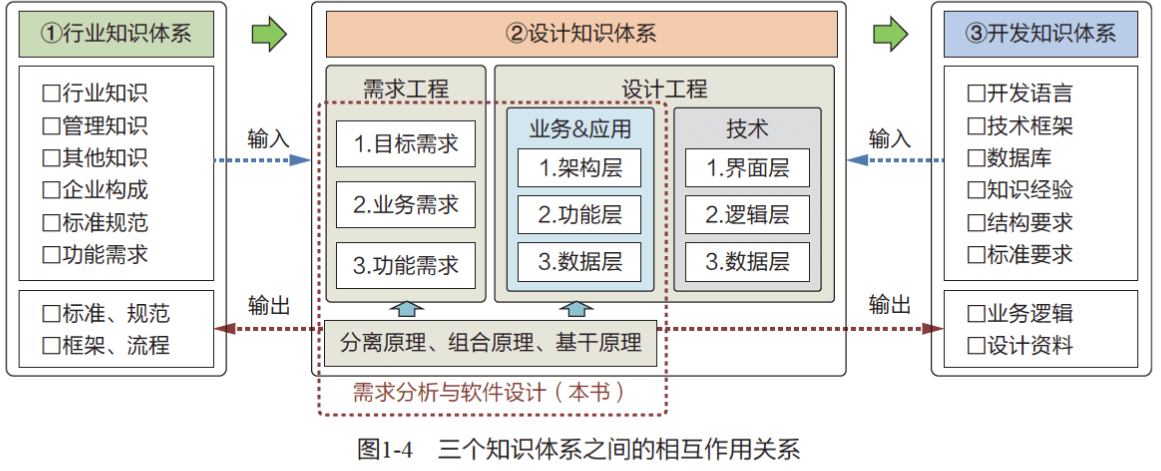 ①行业知识体系
□行业知识
□管理知识
□其他知识
□企业构成
□标准规范
□功能需求
□标准、规范
□框架、流程
输入
输出
②设计知识体系
需求工程
1.目标需求
2.业务需求
3.功能需求
设计工程
业务&应用
1.架构层
2.功能层
3.数据层
技术
1.界面层
2.逻辑层
3.数据层
分离原理、组合原理、基干原理
需求分析与软件设计（本书）
输入
输出
③开发知识体系
□开发语言
□技术框架
□数据库
□知识经验
□结构要求
□标准要求
□业务逻辑
□设计资料
图1-4 三个知识体系之间的相互作用关系